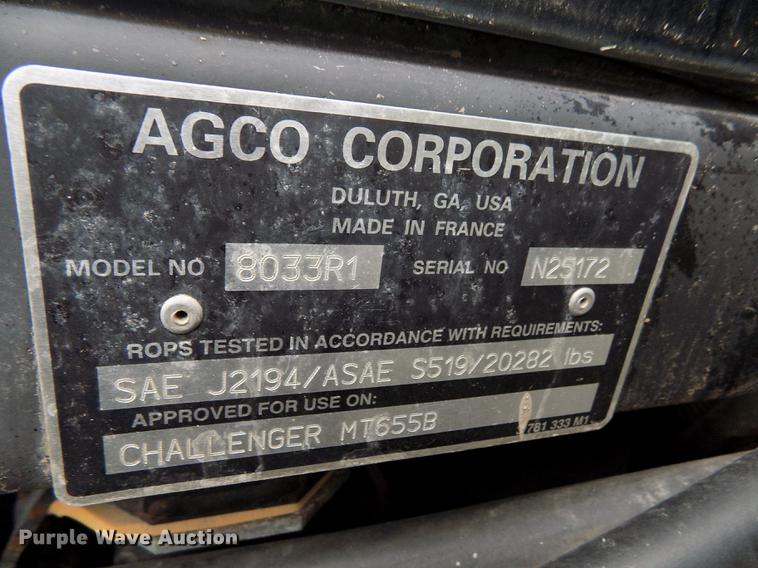 AGCO CORPORATION
DULUTH, GA, USA
MADE IN FRANCE
MODEL NO 8033R1 SERIAL NO N25172
ROPS TESTED IN ACCORDANCE WITH REQUIREMENTS:
SAE J2194/ASAE S519/20282 lbs
APPROVED FOR USE ON:
CHALLENGER MT655B
781 333 M1
Purple Wave Auction